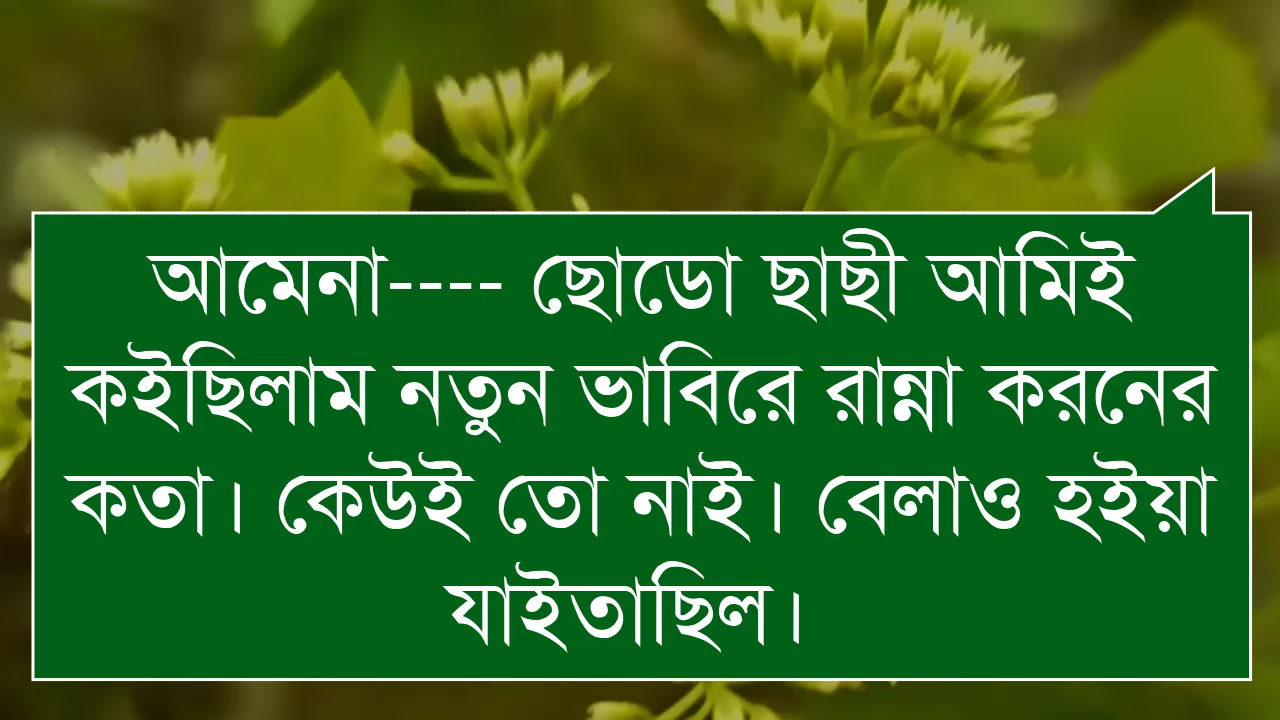 আমেনা---- ছোডো ছাছী আমিই
কইছিলাম নতুন ভাবিরে রান্না করনের
কতা। কেউই তো নাই। বেলাও হইয়া
যাইতাছিল।